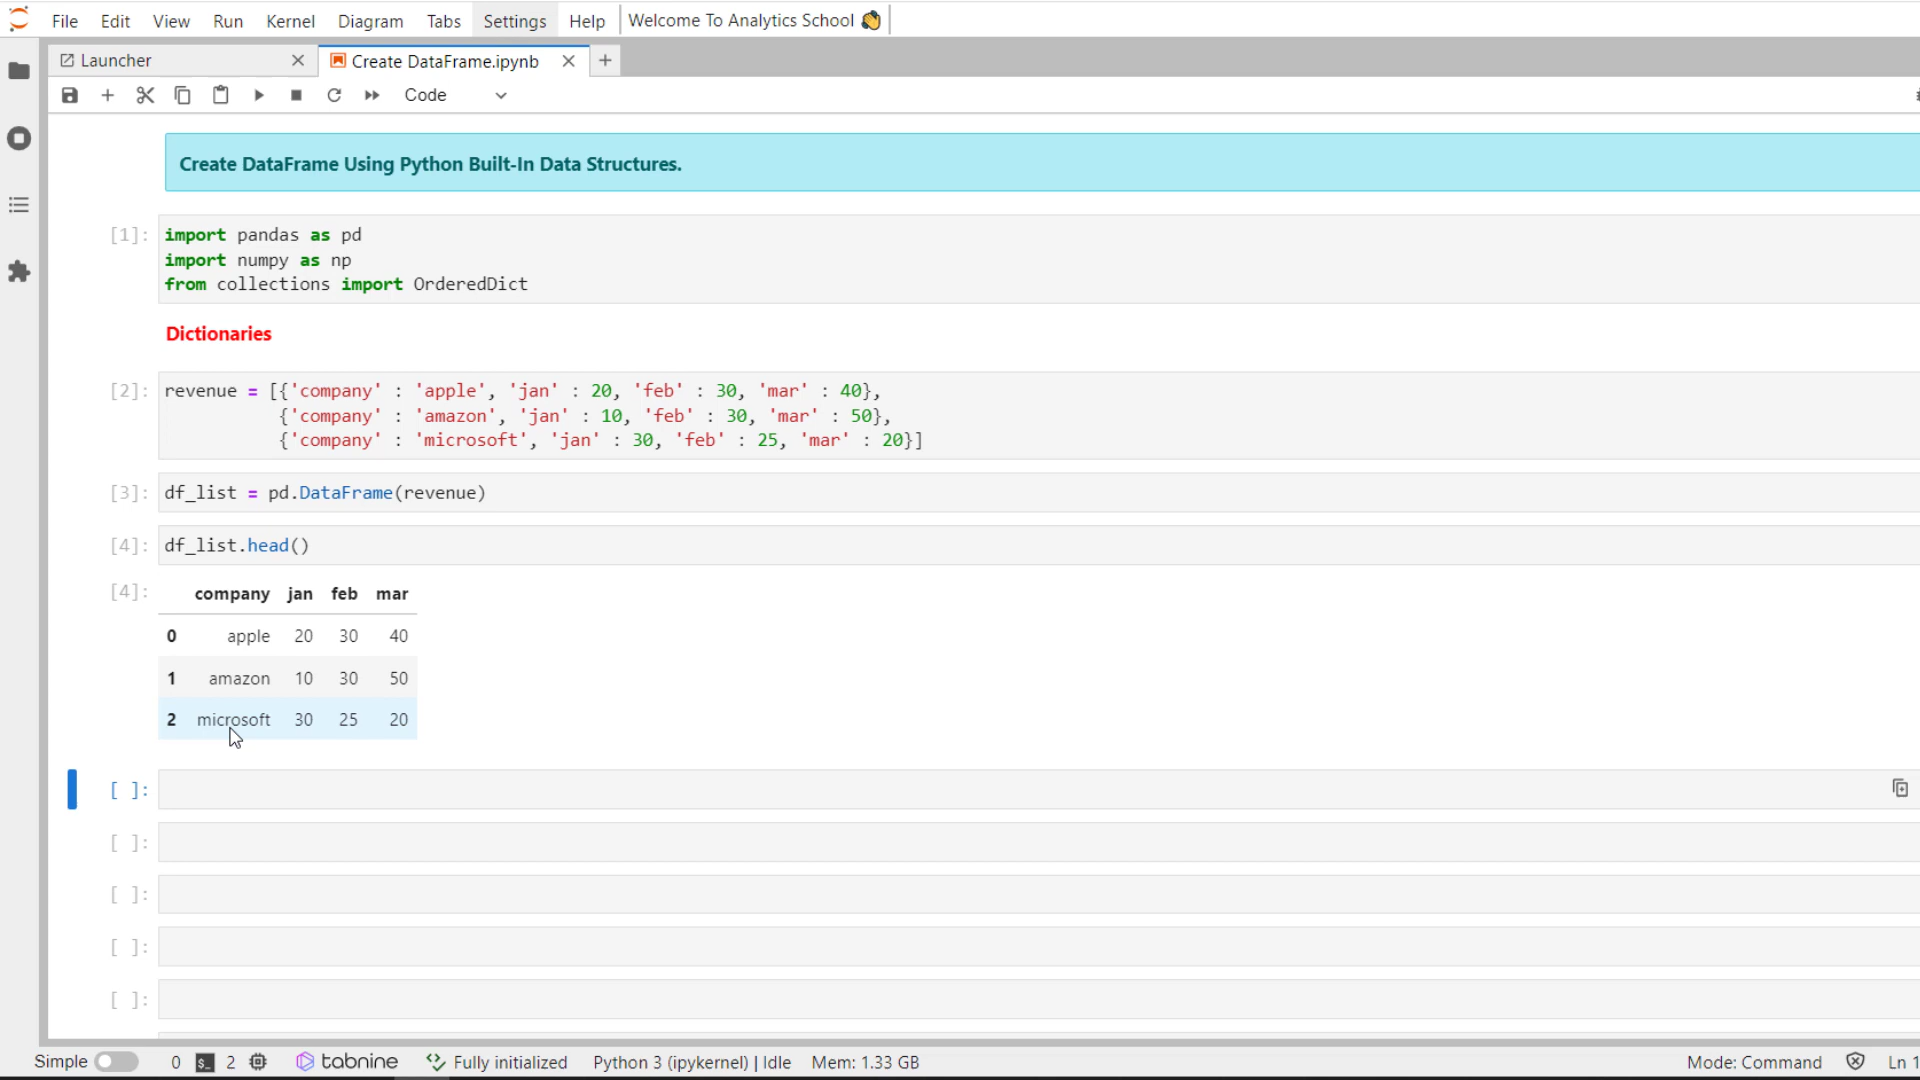 File Edit View Run Kernel Diagram Tabs Settings Help Welcome To Analytics School 👋
Launcher Create DataFrame.ipynb
Code
Create DataFrame Using Python Built-In Data Structures.
[1]: import pandas as pd
import numpy as np
from collections import OrderedDict
Dictionaries
[2]: revenue = [{'company' : 'apple', 'jan' : 20, 'feb' : 30, 'mar' : 40},
{'company' : 'amazon', 'jan' : 10, 'feb' : 30, 'mar' : 50},
{'company' : 'microsoft', 'jan' : 30, 'feb' : 25, 'mar' : 20}]
[3]: df_list = pd.DataFrame(revenue)
[4]: df_list.head()
[4]: company jan feb mar
0 apple 20 30 40
1 amazon 10 30 50
2 microsoft 30 25 20
[ ]:
[ ]:
[ ]:
[ ]:
[ ]:
Simple 0 $_ 2 tabnine Fully initialized Python 3 (ipykernel) | Idle Mem: 1.33 GB Mode: Command Ln 1